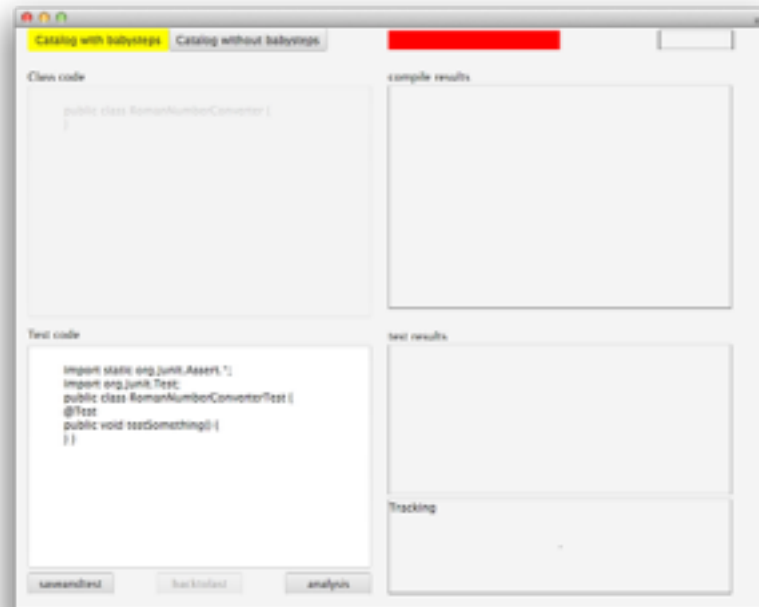 Catalog with babysteps
Catalog without babysteps
Class code
public class RomanNumberConverter {
}
compile results
Test code
import static org.junit.Assert.*;
import org.junit.Test;
public class RomanNumberConverterTest {
@Test
public void testSomething() {
} }
test results
Tracking
saveandtest
backtotest
analysis